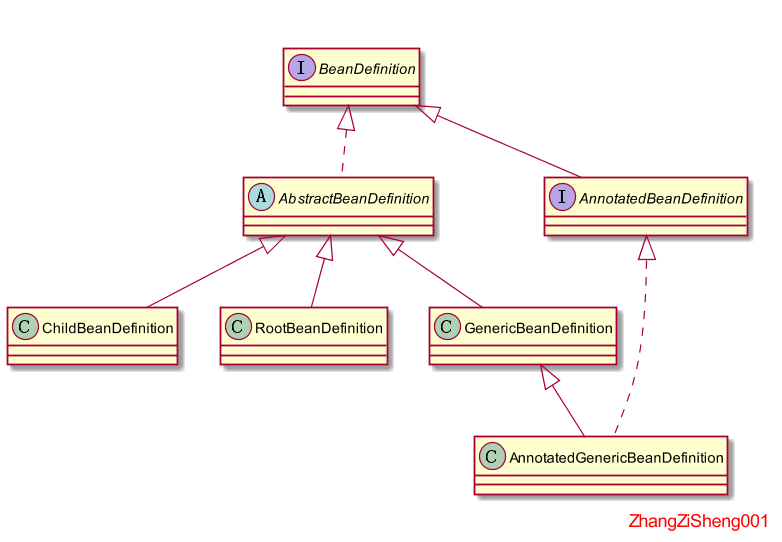 I BeanDefinition
A AbstractBeanDefinition
I AnnotatedBeanDefinition
C ChildBeanDefinition
C RootBeanDefinition
C GenericBeanDefinition
C AnnotatedGenericBeanDefinition
ZhangZiSheng001